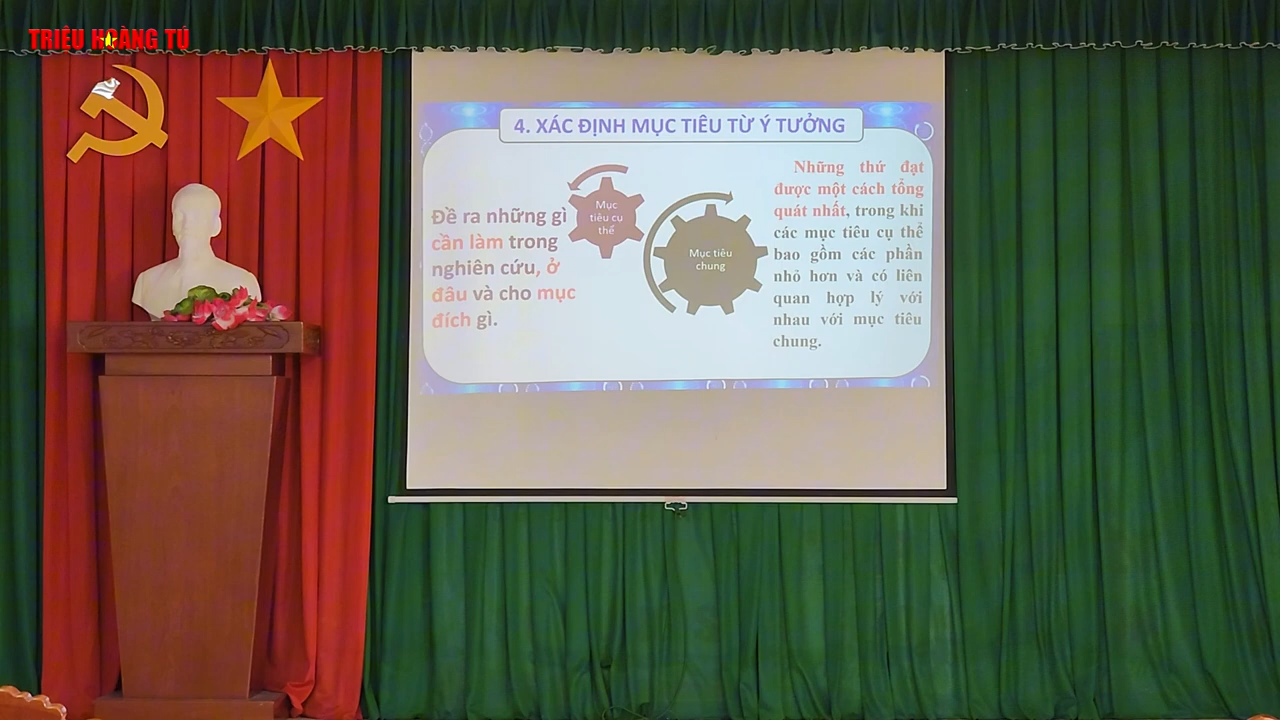 TRIỆU HOÀNG TÚ
4. XÁC ĐỊNH MỤC TIÊU TỪ Ý TƯỞNG
Đề ra những gì
cần làm trong
nghiên cứu, ở
đâu và cho mục
đích gì.
Mục
tiêu cụ
thể
Mục tiêu
chung
Những thứ đạt
được một cách tổng
quát nhất, trong khi
các mục tiêu cụ thể
bao gồm các phần
nhỏ hơn và có liên
quan hợp lý với
nhau với mục tiêu
chung.